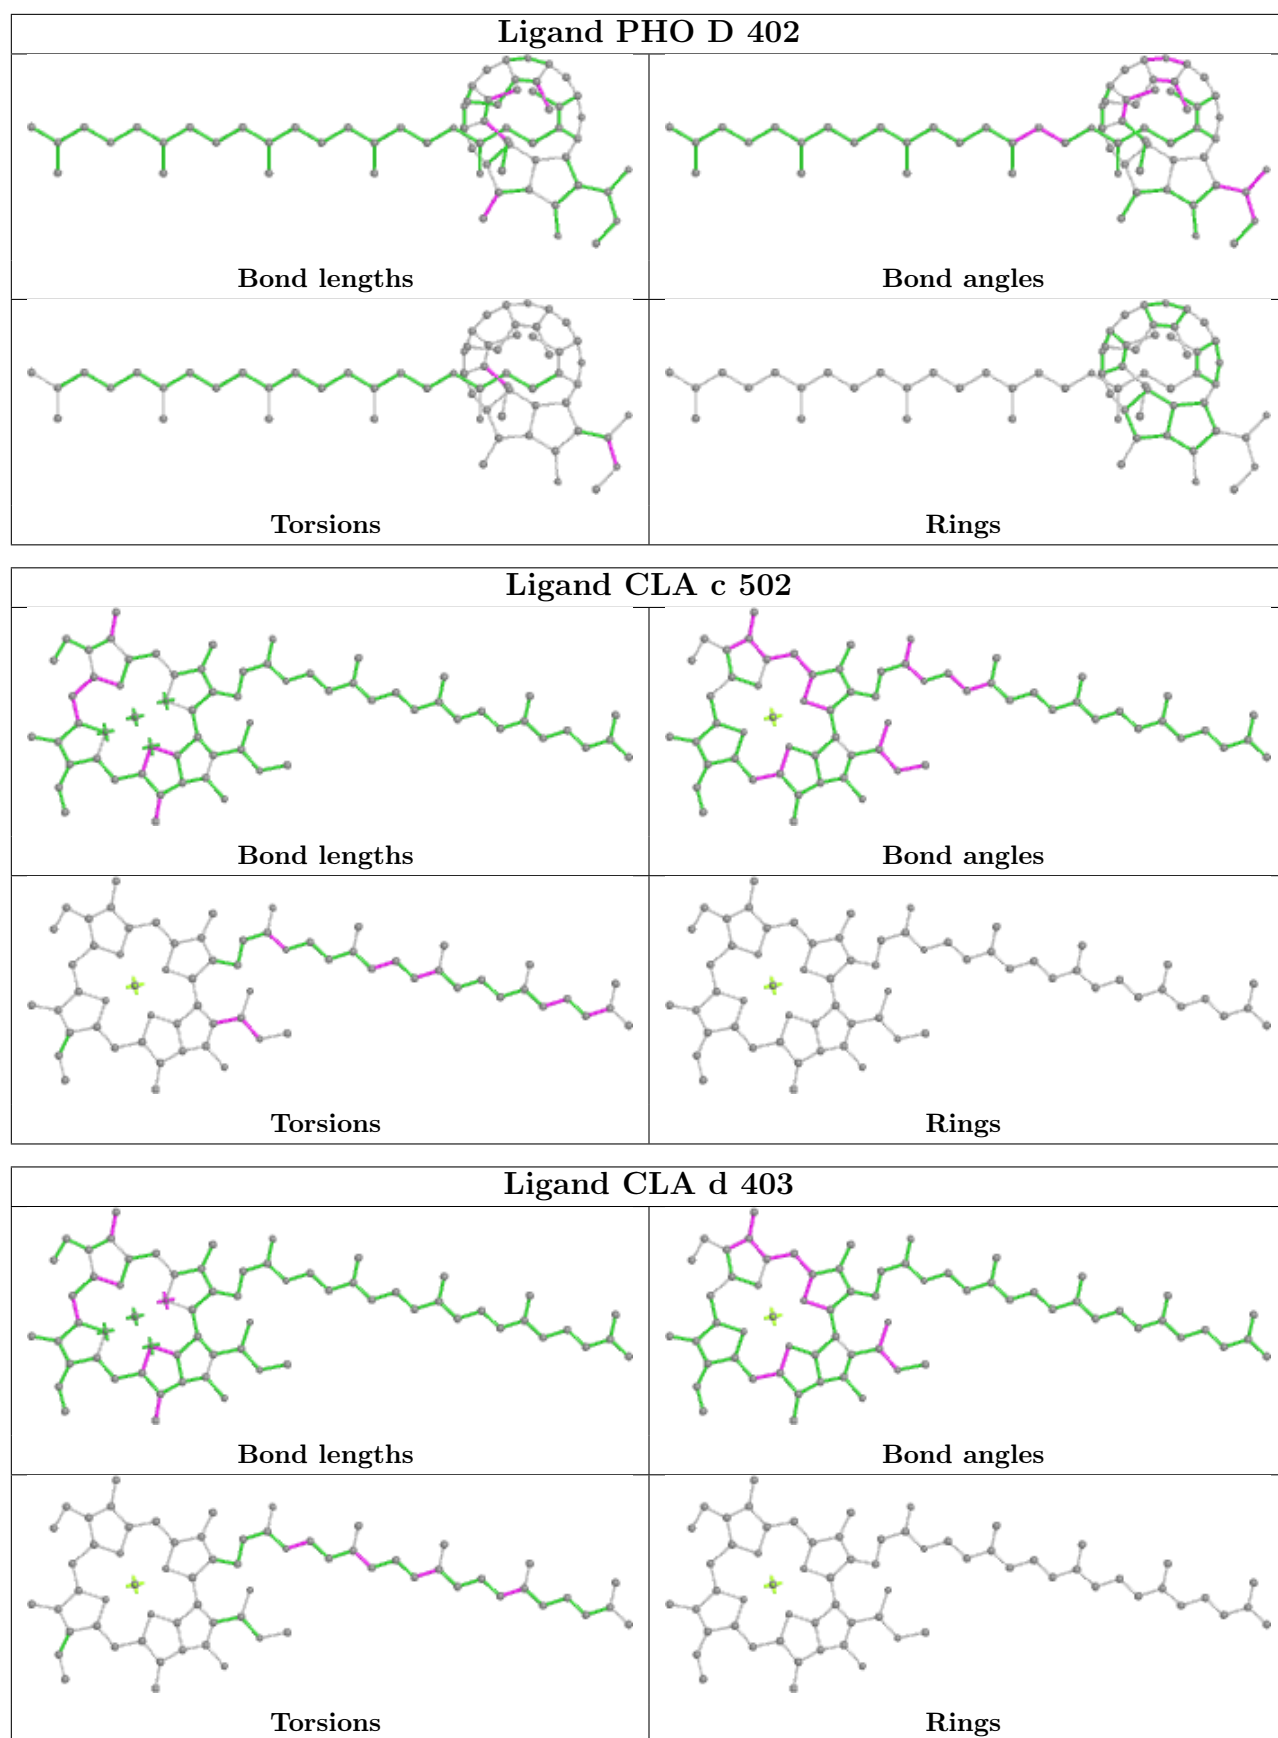 Ligand PHO D 402
Bond lengths
Bond angles
Torsions
Rings
Ligand CLA c 502
Bond lengths
Bond angles
Torsions
Rings
Ligand CLA d 403
Bond lengths
Bond angles
Torsions
Rings